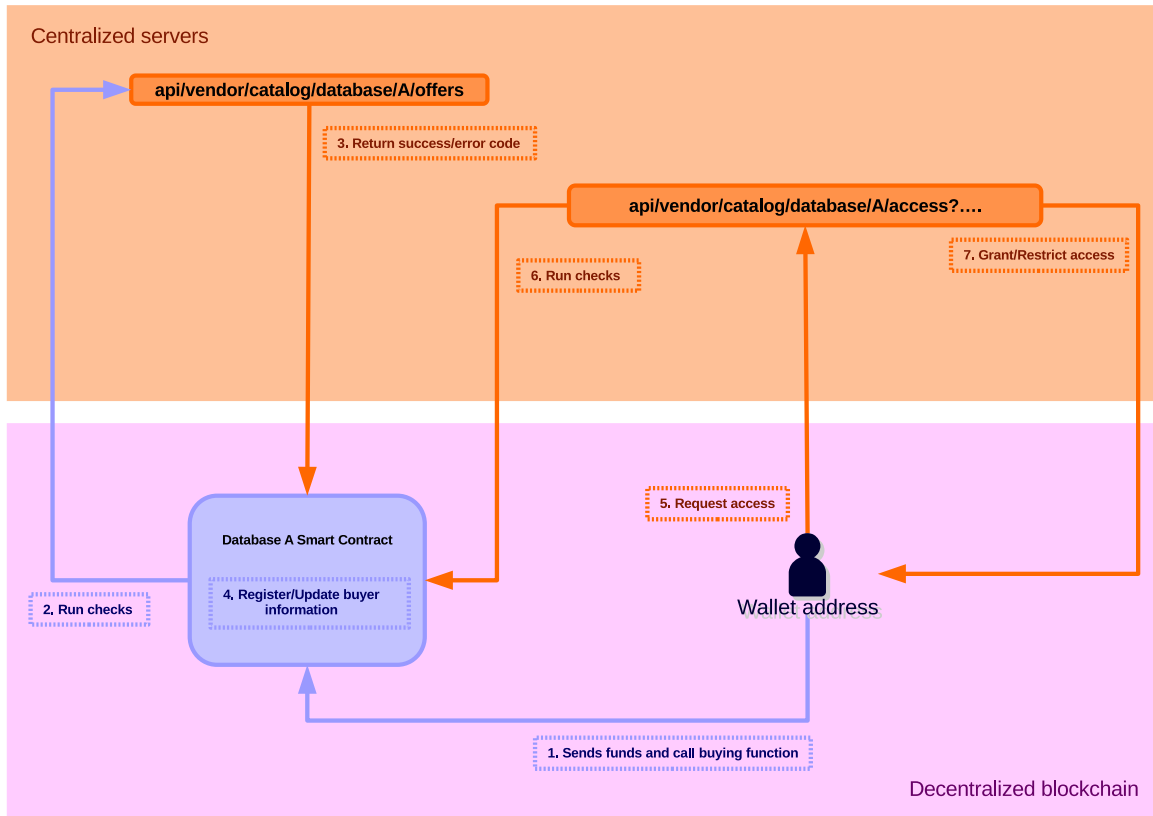 Centralized servers
api/vendor/catalog/database/A/offers
3. Return success/error code
api/vendor/catalog/database/A/access?....
6. Run checks
7. Grant/Restrict access
5. Request access
Database A Smart Contract
4. Register/Update buyer
information
2. Run checks
Wallet address
1. Sends funds and call buying function
Decentralized blockchain